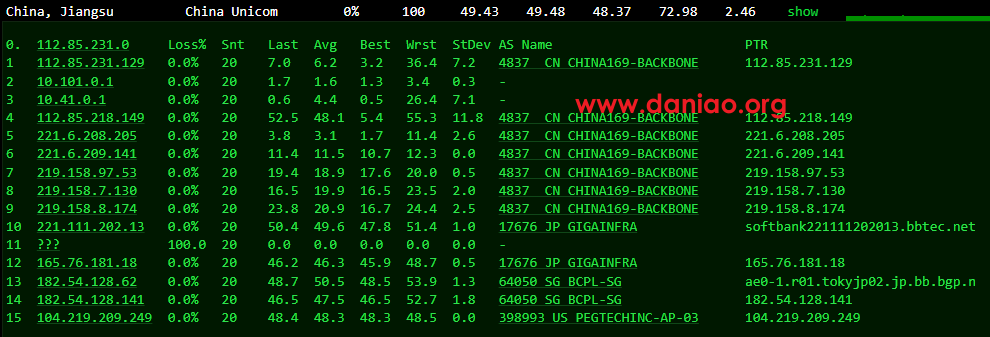 China, Jiangsu China Unicom 0% 100 49.43 49.48 48.37 72.98 2.46 show
0. 112.85.231.0 Loss% Snt Last Avg Best Wrst StDev AS Name PTR
1 112.85.231.129 0.0% 20 7.0 6.2 3.2 36.4 7.2 4837 CN CHINA169-BACKBONE 112.85.231.129
2 10.101.0.1 0.0% 20 1.7 1.6 1.3 3.4 0.3 -
3 10.41.0.1 0.0% 20 0.6 4.4 0.5 26.4 7.1 -
www.daniao.org
4 112.85.218.149 0.0% 20 52.5 48.1 5.4 55.3 11.8 4837 CN CHINA169-BACKBONE 112.85.218.149
5 221.6.208.205 0.0% 20 3.8 3.1 1.7 11.4 2.6 4837 CN CHINA169-BACKBONE 221.6.208.205
6 221.6.209.141 0.0% 20 11.4 11.5 10.7 12.3 0.0 4837 CN CHINA169-BACKBONE 221.6.209.141
7 219.158.97.53 0.0% 20 19.4 18.9 17.6 20.0 0.5 4837 CN CHINA169-BACKBONE 219.158.97.53
8 219.158.7.130 0.0% 20 16.5 19.9 16.5 23.5 2.0 4837 CN CHINA169-BACKBONE 219.158.7.130
9 219.158.8.174 0.0% 20 23.8 20.9 16.7 24.4 2.5 4837 CN CHINA169-BACKBONE 219.158.8.174
10 221.111.202.13 0.0% 20 50.4 49.6 47.8 51.4 1.0 17676 JP GIGAINFRA softbank221111202013.bbtec.net
11 ??? 100.0 20 0.0 0.0 0.0 0.0 0.0 -
12 165.76.181.18 0.0% 20 46.2 46.3 45.9 48.7 0.5 17676 JP GIGAINFRA 165.76.181.18
13 182.54.128.62 0.0% 20 48.7 50.5 48.5 53.9 1.3 64050 SG BCPL-SG ae0-1.r01.tokyjp02.jp.bb.bgp.n
14 182.54.128.141 0.0% 20 46.5 47.5 46.5 52.7 1.8 64050 SG BCPL-SG 182.54.128.141
15 104.219.209.249 0.0% 20 48.4 48.3 48.3 48.5 0.0 398993 US PEGTECHINC-AP-03 104.219.209.249